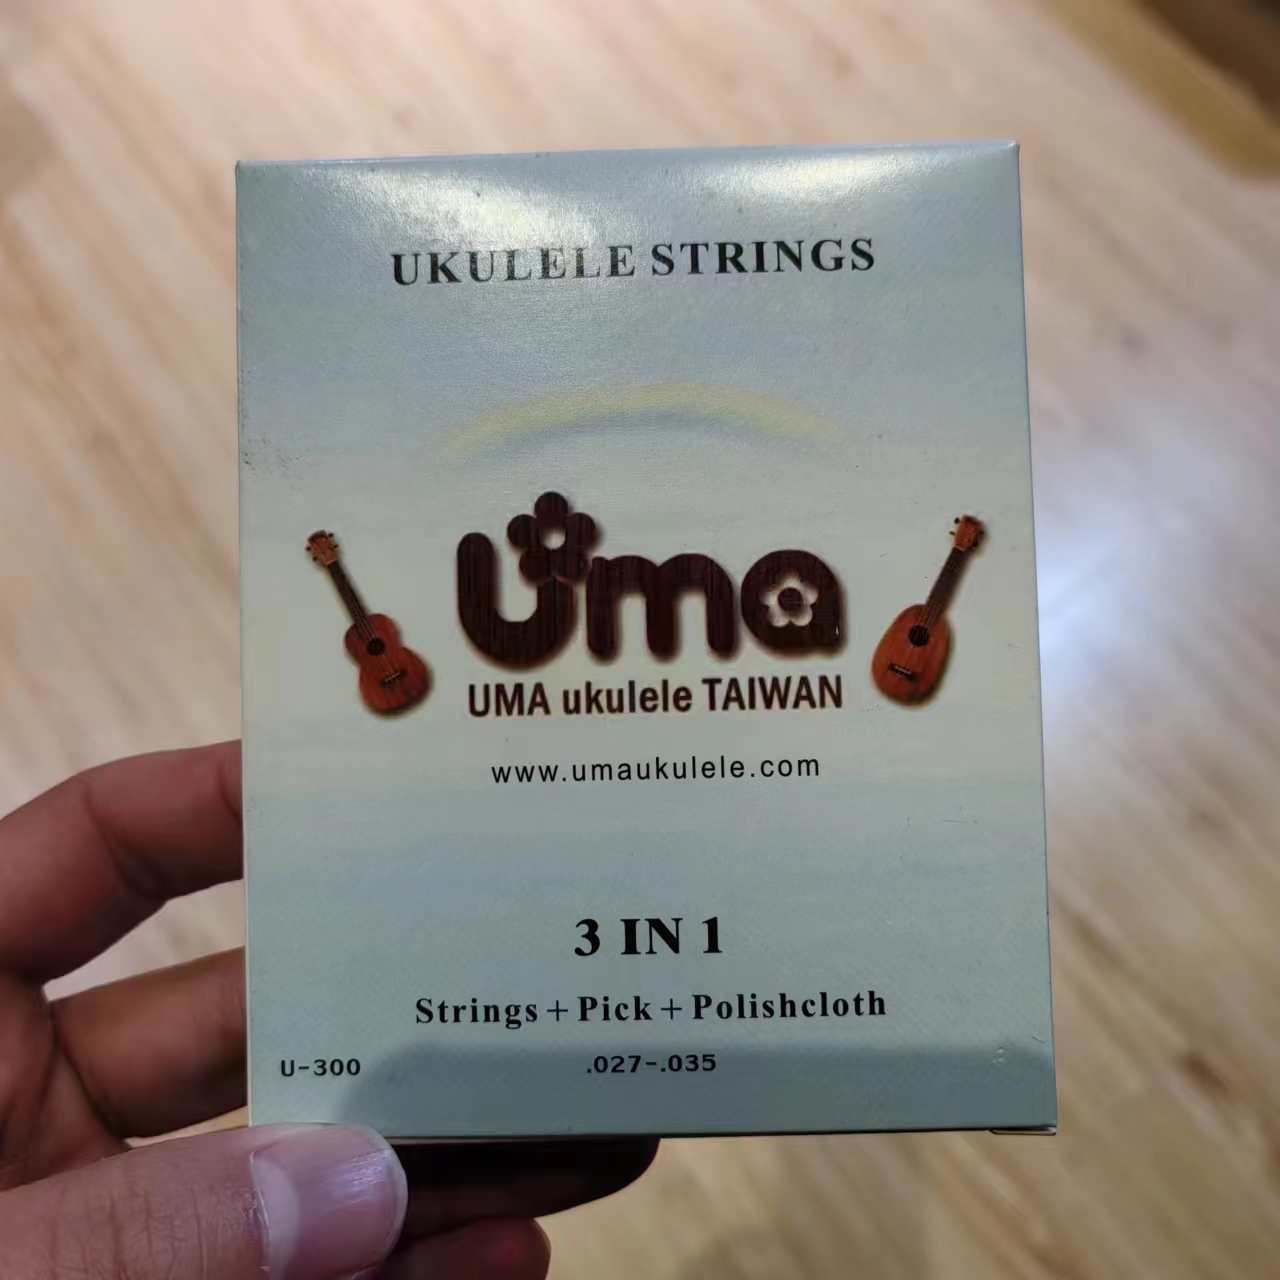 UKULELE STRINGS
Uma
UMA ukulele TAIWAN
www.umaukulele.com
3 IN 1
Strings+Pick+Polishcloth
U-300
.027-.035